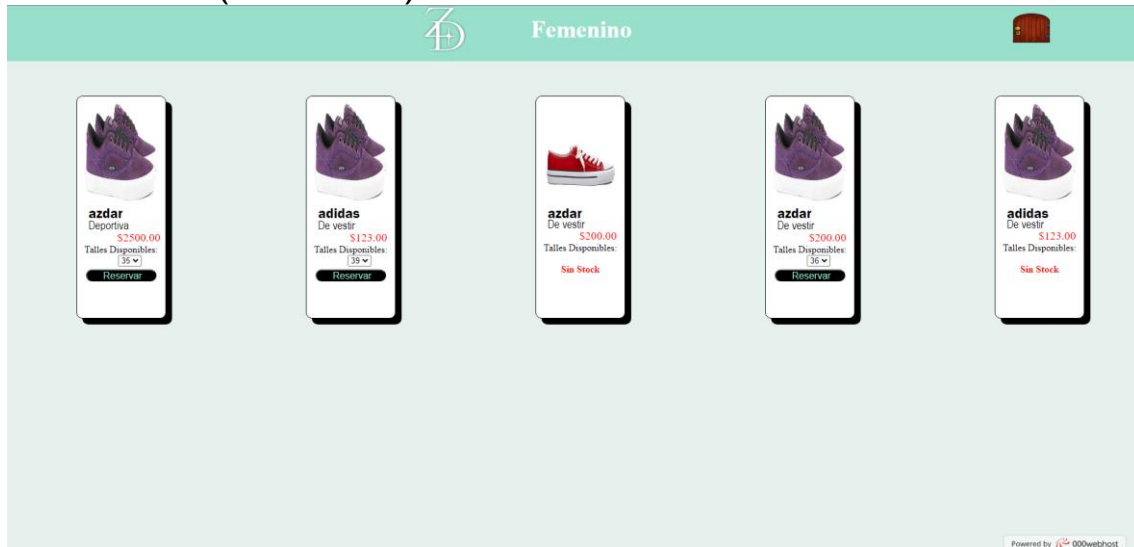 Femenino
azdar
Deportiva
$2500.00
Talles Disponibles:
35
Reservar
adidas
De vestir
$123.00
Talles Disponibles:
39
Reservar
azdar
De vestir
$200.00
Talles Disponibles:
Sin Stock
azdar
De vestir
$200.00
Talles Disponibles:
36
Reservar
adidas
De vestir
$123.00
Talles Disponibles:
Sin Stock
Powered by 000webhost